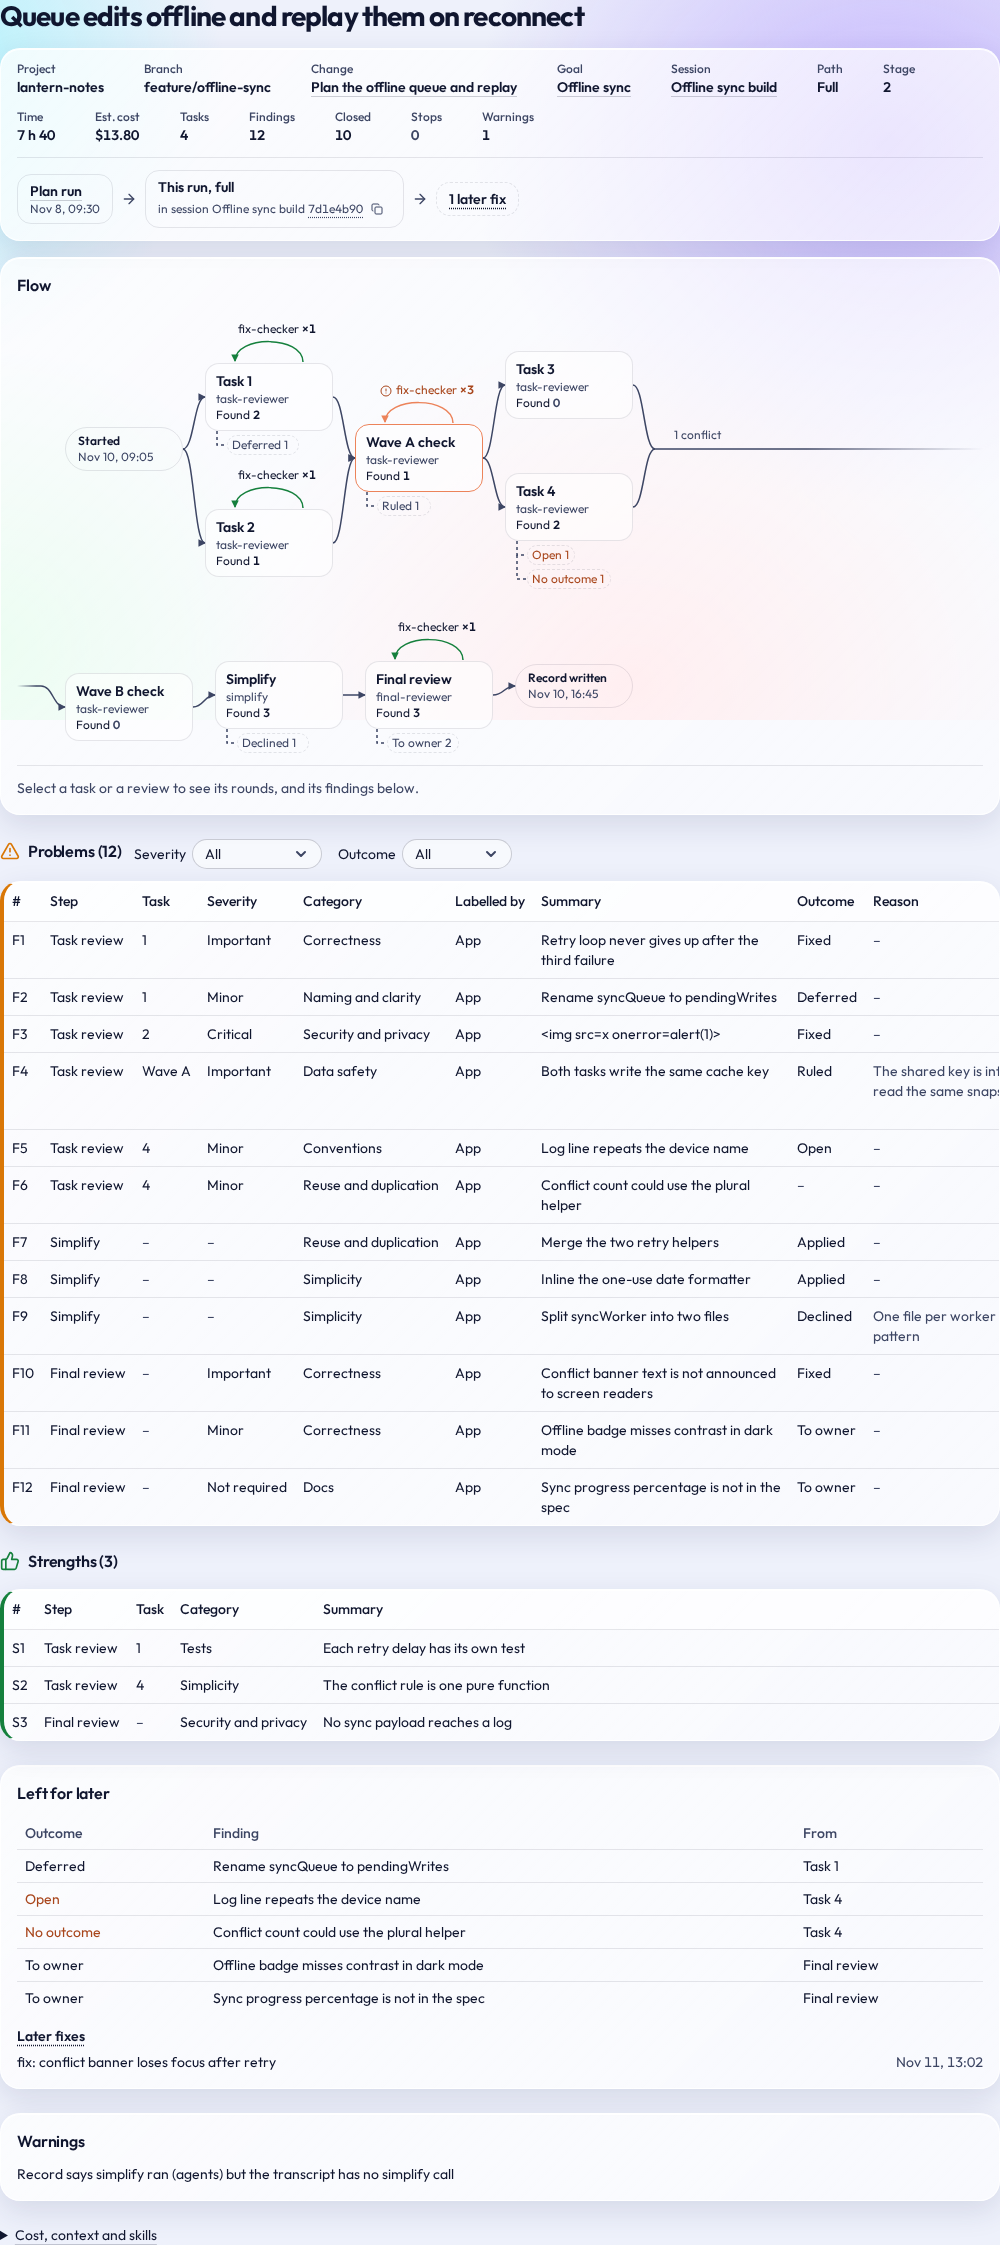 Queue edits offline and replay them on reconnect
Project Branch Change Goal Session Path Stage
lantern-notes feature/offline-sync Plan the offline queue and replay Offline sync Offline sync build Full 2
Time Est. cost Tasks Findings Closed Stops Warnings
7 h 40 $13.80 4 12 10 0 1
Plan run
Nov 8, 09:30
This run, full
in session Offline sync build 7d1e4b90
1 later fix
Flow
Started
Nov 10, 09:05
fix-checker ×1
Task 1
task-reviewer
Found 2
Deferred 1
fix-checker ×1
Task 2
task-reviewer
Found 1
fix-checker ×3
Wave A check
task-reviewer
Found 1
Ruled 1
Task 3
task-reviewer
Found 0
Task 4
task-reviewer
Found 2
Open 1
No outcome 1
1 conflict
Wave B check
task-reviewer
Found 0
Simplify
simplify
Found 3
Declined 1
fix-checker ×1
Final review
final-reviewer
Found 3
To owner 2
Record written
Nov 10, 16:45
Select a task or a review to see its rounds, and its findings below.
Problems (12) Severity All Outcome All
# Step Task Severity Category Labelled by Summary Outcome Reason
F1 Task review 1 Important Correctness App Retry loop never gives up after the Fixed –
third failure
F2 Task review 1 Minor Naming and clarity App Rename syncQueue to pendingWrites Deferred –
F3 Task review 2 Critical Security and privacy App <img src=x onerror=alert(1)> Fixed –
F4 Task review Wave A Important Data safety App Both tasks write the same cache key Ruled The shared key is
read the same
F5 Task review 4 Minor Conventions App Log line repeats the device name Open –
F6 Task review 4 Minor Reuse and duplication App Conflict count could use the plural – –
helper
F7 Simplify – – Reuse and duplication App Merge the two retry helpers Applied –
F8 Simplify – – Simplicity App Inline the one-use date formatter Applied –
F9 Simplify – – Simplicity App Split syncWorker into two files Declined One file per worker
pattern
F10 Final review – Important Correctness App Conflict banner text is not announced Fixed –
to screen readers
F11 Final review – Minor Correctness App Offline badge misses contrast in dark To owner –
mode
F12 Final review – Not required Docs App Sync progress percentage is not in the To owner –
spec
Strengths (3)
# Step Task Category Summary
S1 Task review 1 Tests Each retry delay has its own test
S2 Task review 4 Simplicity The conflict rule is one pure function
S3 Final review – Security and privacy No sync payload reaches a log
Left for later
Outcome Finding From
Deferred Rename syncQueue to pendingWrites Task 1
Open Log line repeats the device name Task 4
No outcome Conflict count could use the plural helper Task 4
To owner Offline badge misses contrast in dark mode Final review
To owner Sync progress percentage is not in the spec Final review
Later fixes
fix: conflict banner loses focus after retry Nov 11, 13:02
Warnings
Record says simplify ran (agents) but the transcript has no simplify call
Cost, context and skills